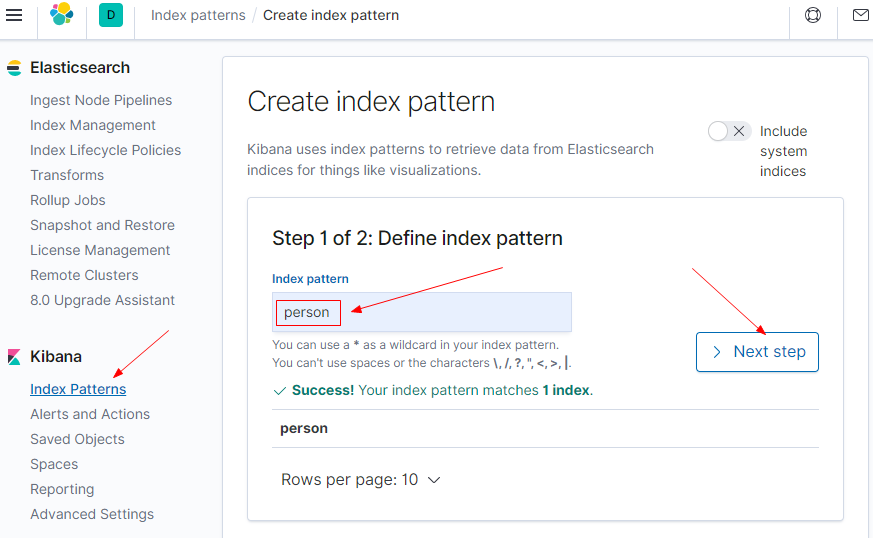 D
Index patterns / Create index pattern
Elasticsearch
Ingest Node Pipelines
Index Management
Index Lifecycle Policies
Transforms
Rollup Jobs
Snapshot and Restore
License Management
Remote Clusters
8.0 Upgrade Assistant
Kibana
Index Patterns
Alerts and Actions
Saved Objects
Spaces
Reporting
Advanced Settings
Create index pattern
Kibana uses index patterns to retrieve data from Elasticsearch
indices for things like visualizations.
Include
system
indices
Step 1 of 2: Define index pattern
Index pattern
person
You can use a * as a wildcard in your index pattern.
You can't use spaces or the characters \, /, ?, ", <, >, |.
Next step
Success! Your index pattern matches 1 index.
person
Rows per page: 10